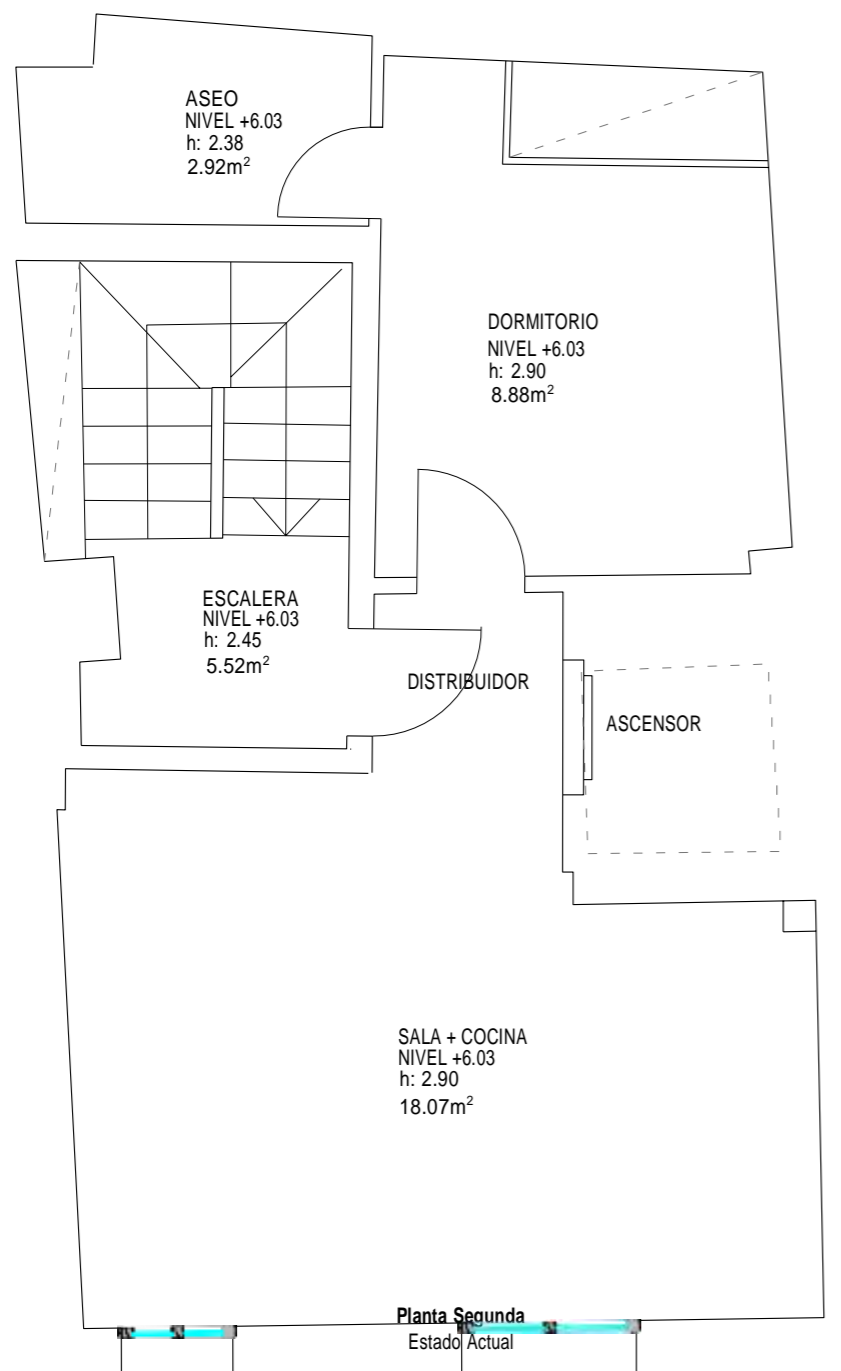 ASEO
NIVEL +6.03
h: 2.38
2.92m²
DORMITORIO
NIVEL +6.03
h: 2.90
8.88m²
ESCALERA
NIVEL +6.03
h: 2.45
5.52m²
DISTRIBUIDOR
ASCENSOR
SALA + COCINA
NIVEL +6.03
h: 2.90
18.07m²
Planta Segunda
Estado Actual